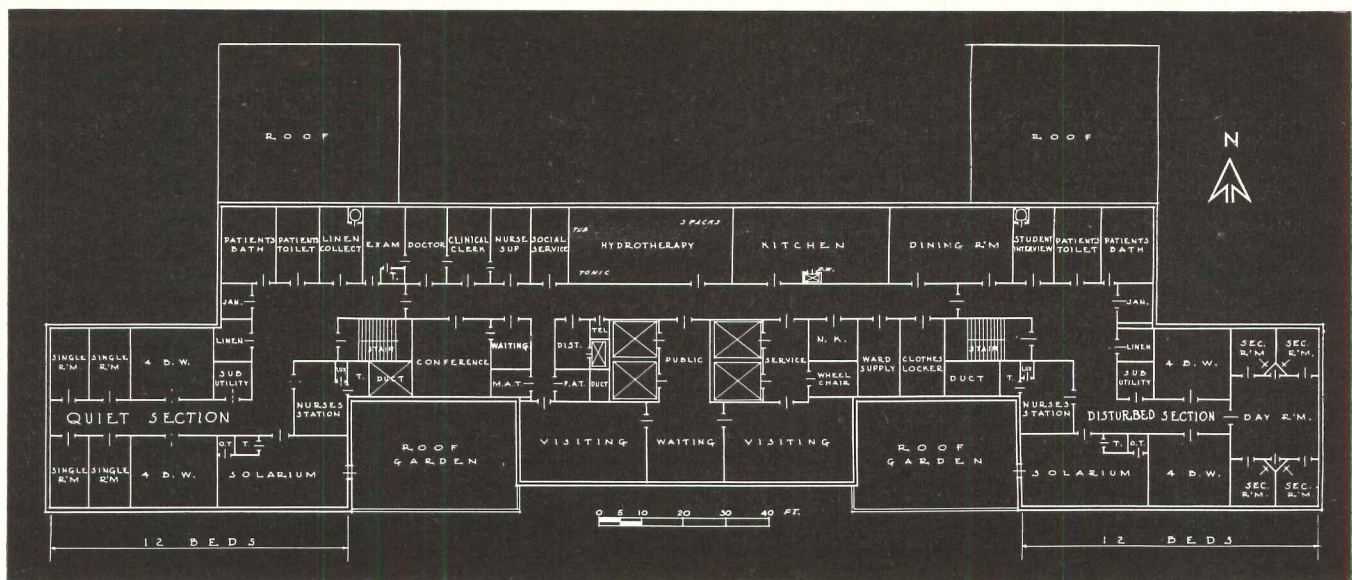 ROOF
ROOF
N
PATIENTS
BATH
PATIENTS
TOILET
LINEN
COLLECT
EXAM
T.
DOCTOR
CLINICAL
CLERK
NURSE
SUP
SOCIAL
SERVICE
TUB
3 PACKS
HYDROTHERAPY
TONIC
KITCHEN
D.W.
DINING R'M
STUDENT
INTERVIEW
PATIENTS
TOILET
PATIENTS
BATH
JAN.
LINEN
SUB
UTILITY
STAIR
LUX
T.
DUCT
CONFERENCE
WAITING
M.A.T.
DIST.
TEL
F.A.T.
DUCT
PUBLIC
SERVICE
N. K.
WHEEL
CHAIR
WARD
SUPPLY
CLOTHES
LOCKER
STAIR
DUCT
T.
LUX
JAN.
LINEN
SUB
UTILITY
SINGLE
R'M.
SINGLE
R'M.
4 B.W.
QUIET SECTION
NURSES
STATION
SINGLE
R'M
SINGLE
R'M
4 B.W.
O.T.
T.
SOLARIUM
ROOF
GARDEN
VISITING
WAITING
VISITING
ROOF
GARDEN
NURSES
STATION
DISTURBED SECTION
4 B.W.
SEC.
R'M
SEC.
R'M.
DAY R'M.
T.
O.T.
SOLARIUM
4 B.W.
SEC.
R'M.
SEC.
R'M.
0 5 10 20 30 40 FT.
12 BEDS
12 BEDS